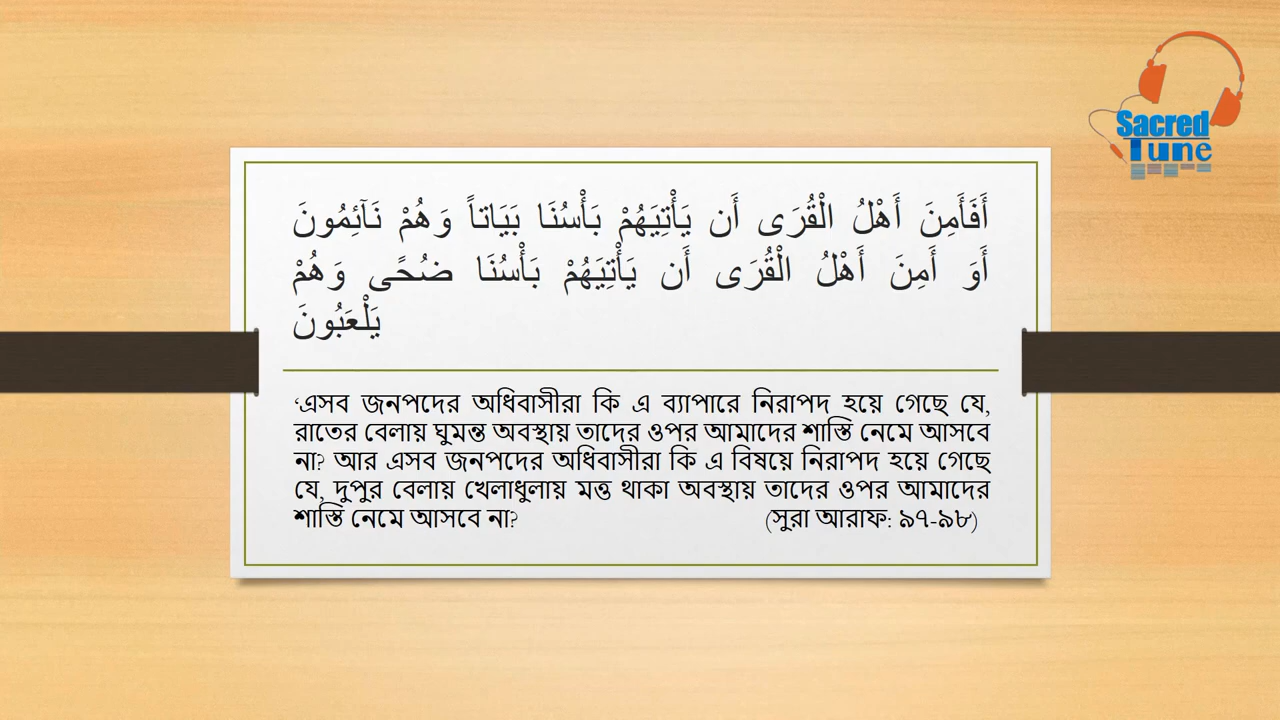 Sacred
Tune
أَفَأَمِنَ أَهْلُ الْقُرَى أَن يَأْتِيَهُمْ بَأْسُنَا بَيَاتاً وَهُمْ نَآئِمُونَ
أَوَ أَمِنَ أَهْلُ الْقُرَى أَن يَأْتِيَهُمْ بَأْسُنَا ضُحًى وَهُمْ
يَلْعَبُونَ
‘এসব জনপদের অধিবাসীরা কি এ ব্যাপারে নিরাপদ হয়ে গেছে যে,
রাতের বেলায় ঘুমন্ত অবস্থায় তাদের ওপর আমাদের শাস্তি নেমে আসবে
না? আর এসব জনপদের অধিবাসীরা কি এ বিষয়ে নিরাপদ হয়ে গেছে
যে, দুপুর বেলায় খেলাধুলায় মত্ত থাকা অবস্থায় তাদের ওপর আমাদের
শাস্তি নেমে আসবে না? (সুরা আরাফ: ৯৭-৯৮)